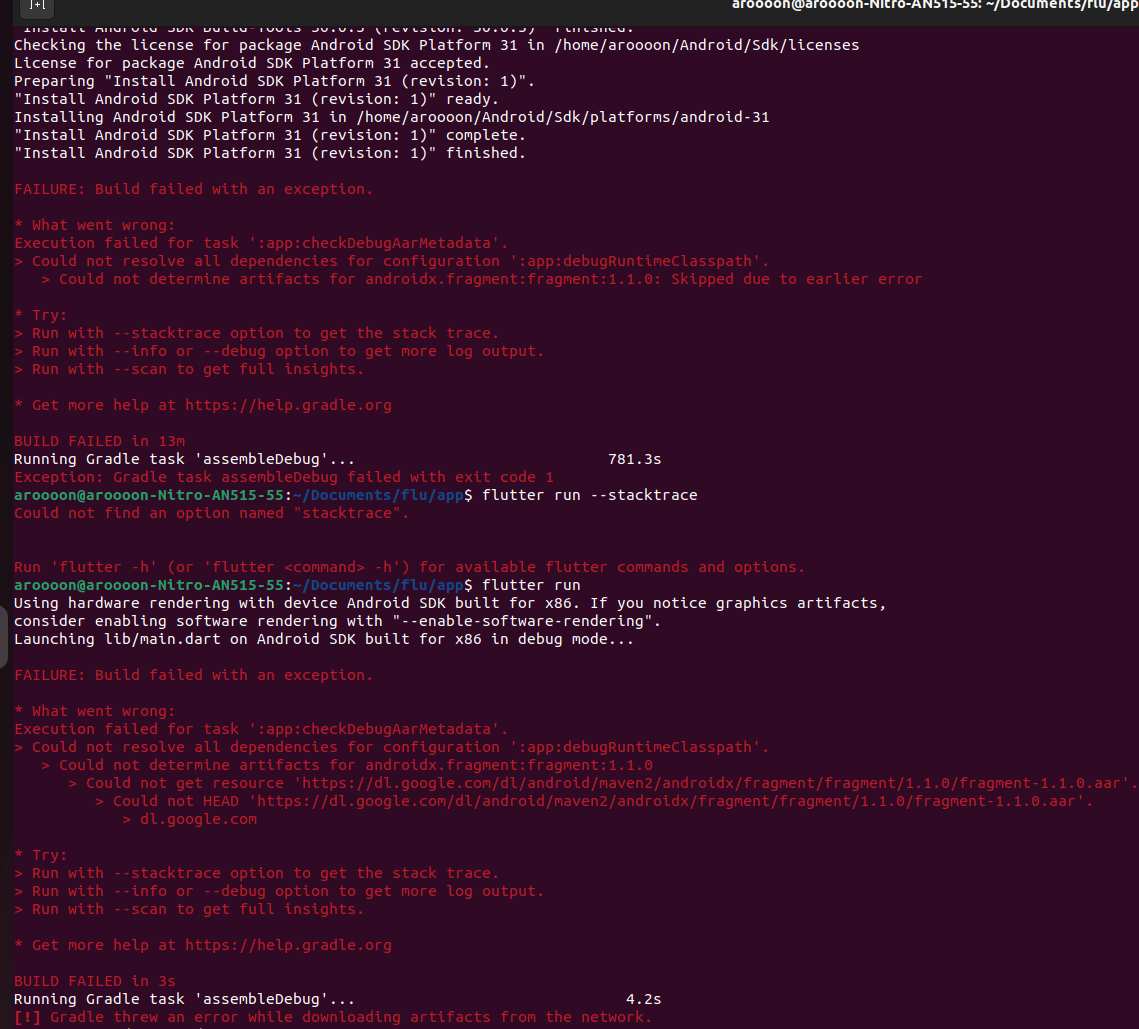 aroooon@aroooon-Nitro-AN515-55: ~/Documents/flu/app
"Install Android SDK Build-Tools 30.0.3 (revision: 30.0.3)" finished.
Checking the license for package Android SDK Platform 31 in /home/aroooon/Android/Sdk/licenses
License for package Android SDK Platform 31 accepted.
Preparing "Install Android SDK Platform 31 (revision: 1)".
"Install Android SDK Platform 31 (revision: 1)" ready.
Installing Android SDK Platform 31 in /home/aroooon/Android/Sdk/platforms/android-31
"Install Android SDK Platform 31 (revision: 1)" complete.
"Install Android SDK Platform 31 (revision: 1)" finished.
FAILURE: Build failed with an exception.
* What went wrong:
Execution failed for task ':app:checkDebugAarMetadata'.
> Could not resolve all dependencies for configuration ':app:debugRuntimeClasspath'.
> Could not determine artifacts for androidx.fragment:fragment:1.1.0: Skipped due to earlier error
* Try:
> Run with --stacktrace option to get the stack trace.
> Run with --info or --debug option to get more log output.
> Run with --scan to get full insights.
* Get more help at https://help.gradle.org
BUILD FAILED in 13m
Running Gradle task 'assembleDebug'... 781.3s
Exception: Gradle task assembleDebug failed with exit code 1
aroooon@aroooon-Nitro-AN515-55:~/Documents/flu/app$ flutter run --stacktrace
Could not find an option named "stacktrace".
Run 'flutter -h' (or 'flutter <command> -h') for available flutter commands and options.
aroooon@aroooon-Nitro-AN515-55:~/Documents/flu/app$ flutter run
Using hardware rendering with device Android SDK built for x86. If you notice graphics artifacts,
consider enabling software rendering with "--enable-software-rendering".
Launching lib/main.dart on Android SDK built for x86 in debug mode...
FAILURE: Build failed with an exception.
* What went wrong:
Execution failed for task ':app:checkDebugAarMetadata'.
> Could not resolve all dependencies for configuration ':app:debugRuntimeClasspath'.
> Could not determine artifacts for androidx.fragment:fragment:1.1.0
> Could not get resource 'https://dl.google.com/dl/android/maven2/androidx/fragment/fragment/1.1.0/fragment-1.1.0.aar'.
> Could not HEAD 'https://dl.google.com/dl/android/maven2/androidx/fragment/fragment/1.1.0/fragment-1.1.0.aar'.
> dl.google.com
* Try:
> Run with --stacktrace option to get the stack trace.
> Run with --info or --debug option to get more log output.
> Run with --scan to get full insights.
* Get more help at https://help.gradle.org
BUILD FAILED in 3s
Running Gradle task 'assembleDebug'... 4.2s
[!] Gradle threw an error while downloading artifacts from the network.